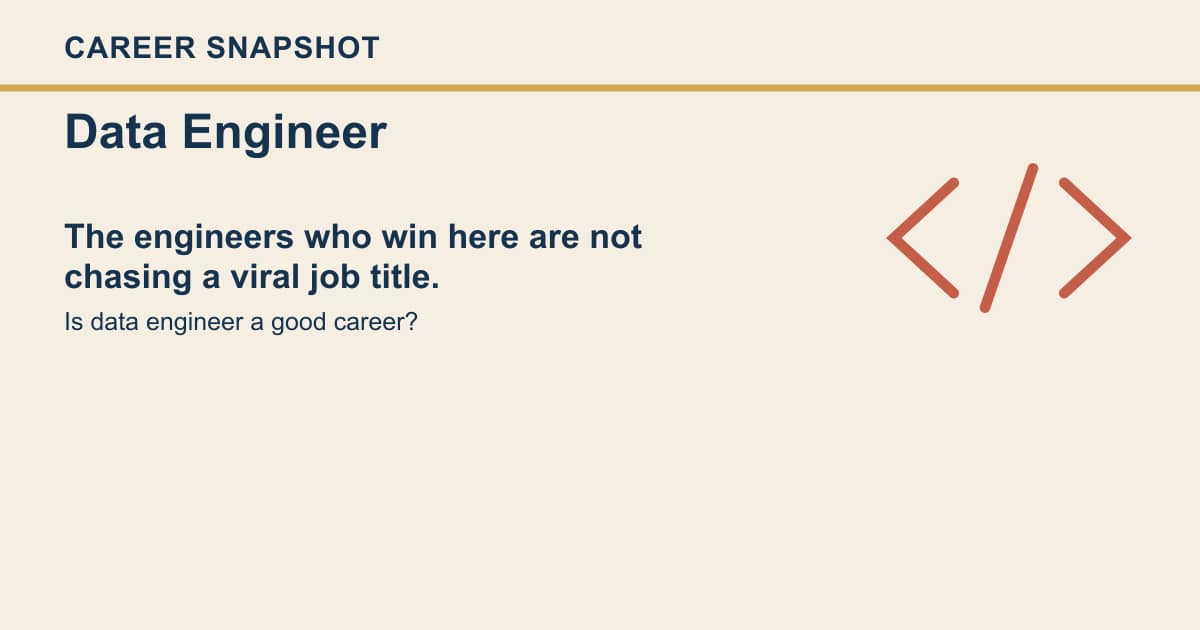 CAREER SNAPSHOT
Data Engineer
The engineers who win here are not
chasing a viral job title.
Is data engineer a good career?